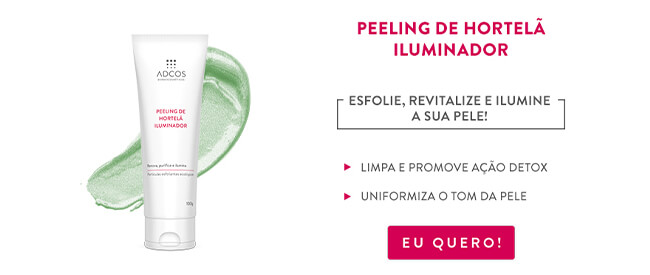 ADCOS
PEELING DE
HORTELÃ
ILUMINADOR
PEELING DE HORTELÃ
ILUMINADOR
ESFOLIE, REVITALIZE E ILUMINE
A SUA PELE!
LIMPA E PROMOVE AÇÃO DETOX
UNIFORMIZA O TOM DA PELE
EU QUERO!